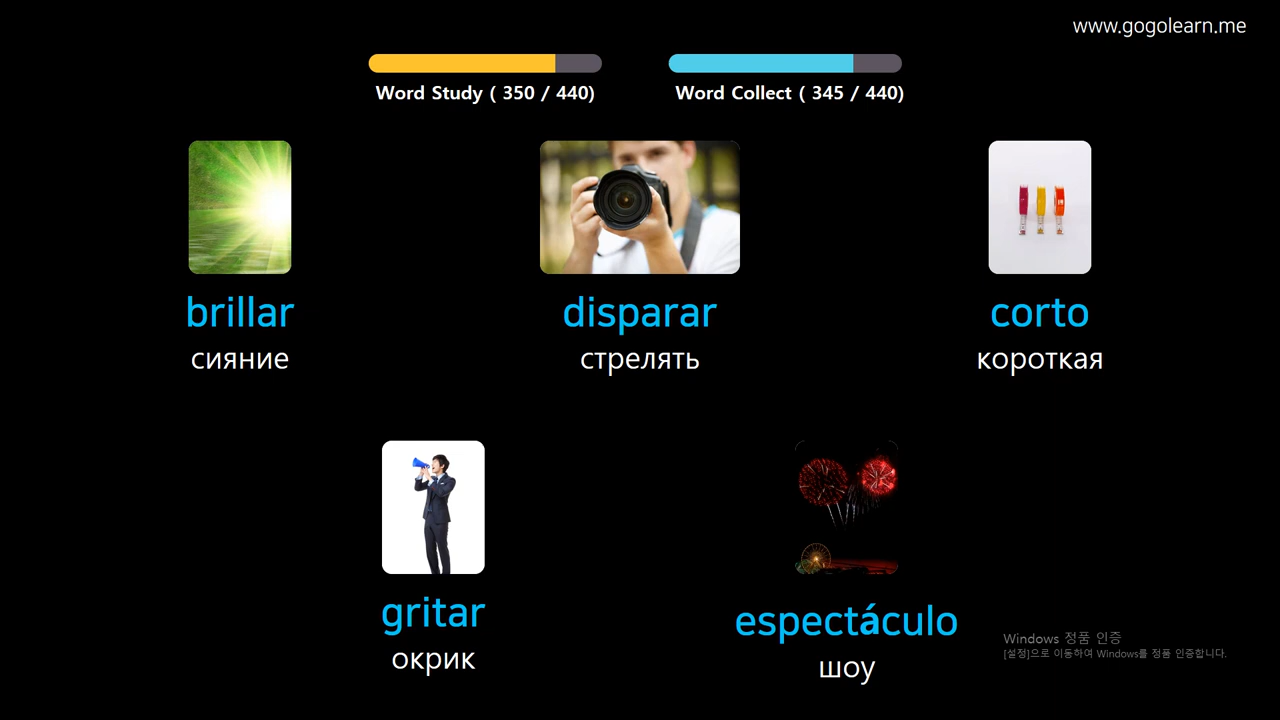 www.gogolearn.me
Word Study ( 350 / 440)
Word Collect ( 345 / 440)
brillar
сияние
disparar
стрелять
corto
короткая
gritar
окрик
espectáculo
шоу
Windows 정품 인증
[설정]으로 이동하여 Windows를 정품 인증합니다.